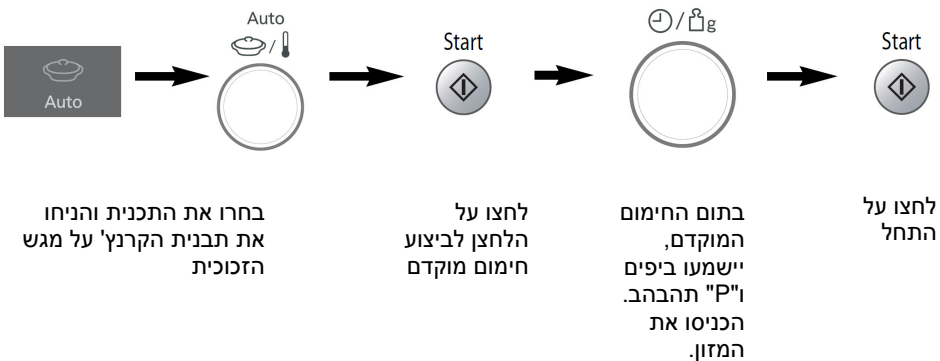 Auto
Auto
Start
g
Start
בחרו את התכנית והניחו
את תבנית הקרנץ' על מגש
הזכוכית
לחצו על
הלחצן לביצוע
חימום מוקדם
בתום החימום
המוקדם,
יישמעו ביפים
ו"P" תהבהב.
הכניסו את
המזון.
לחצו על
התחל